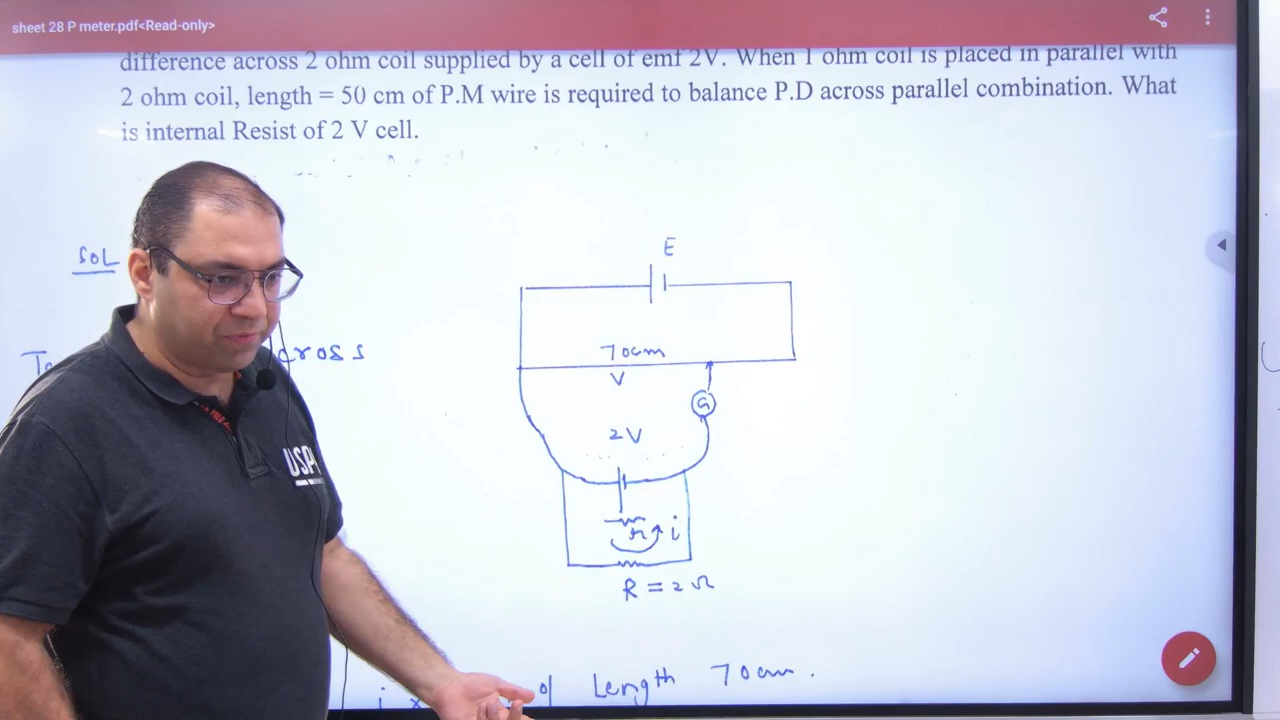 sheet 28 P meter.pdf<Read-only>
difference across 2 ohm coil supplied by a cell of emf 2V. When 1 ohm coil is placed in parallel with
2 ohm coil, length = 50 cm of P.M wire is required to balance P.D across parallel combination. What
is internal Resist of 2 V cell.
SOL
E
cross
70cm
V
G
2V
r i
R = 2Ω
USP
i x of Length 70cm.